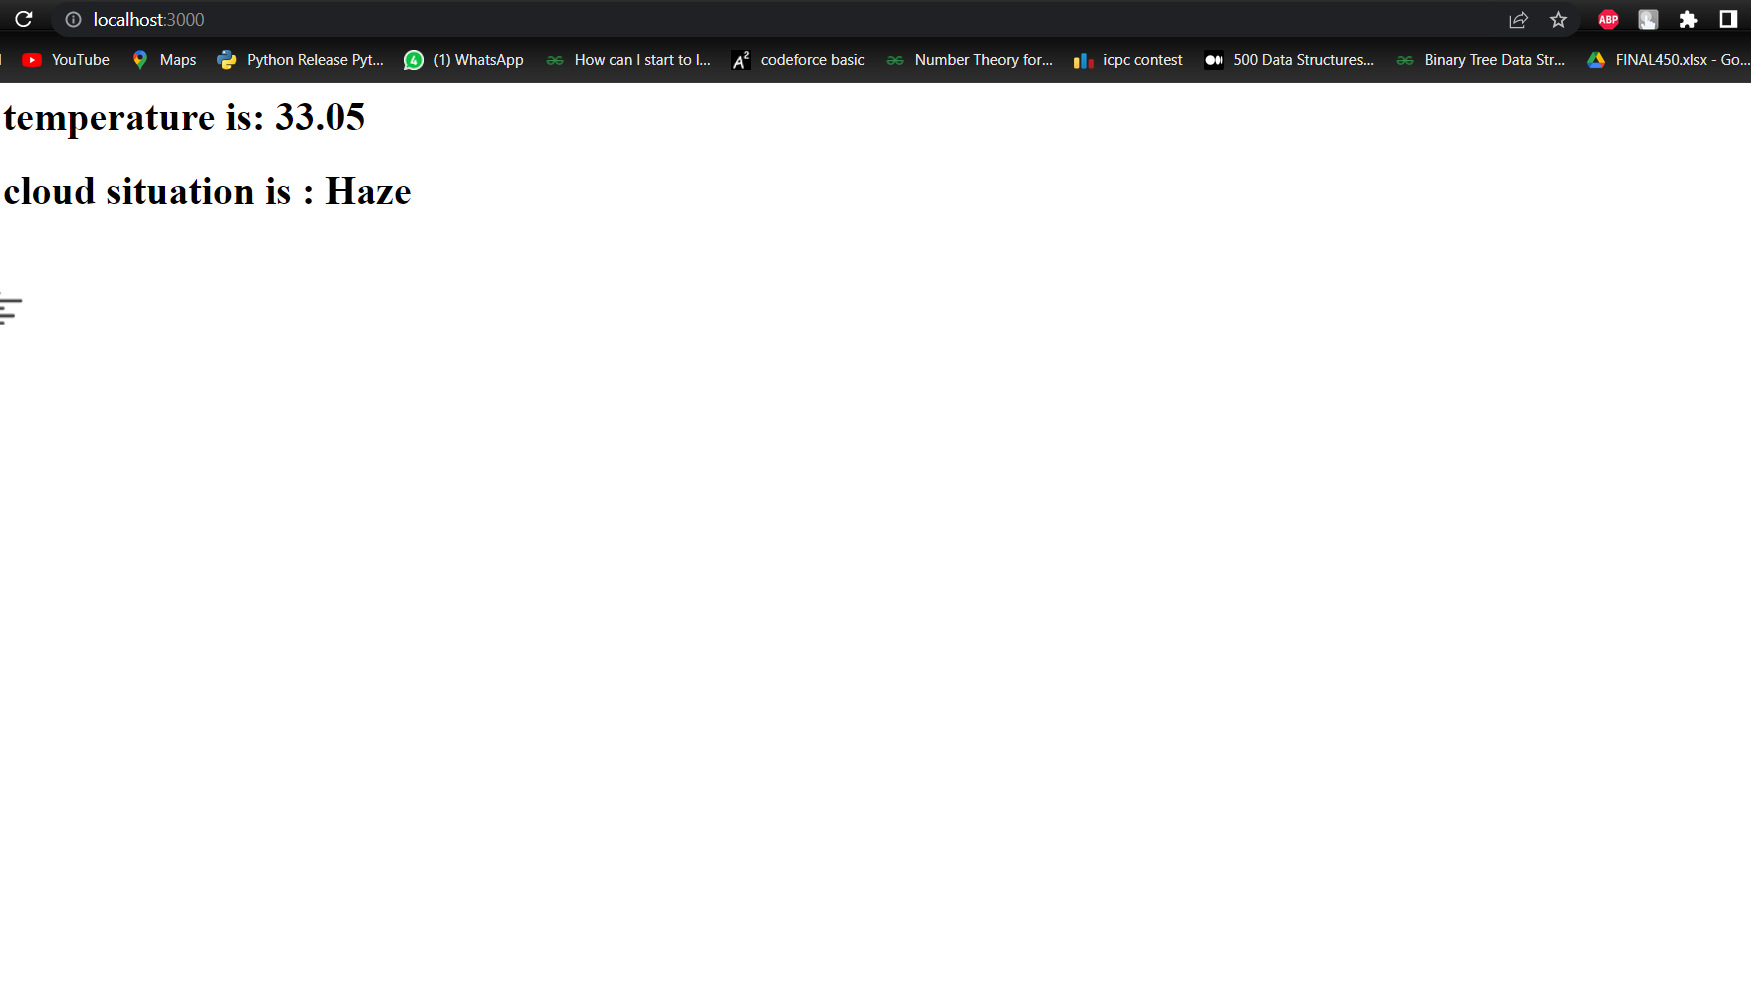 localhost:3000
ABP
YouTube Maps Python Release Pyt... 4 (1) WhatsApp How can I start to l... A2 codeforce basic Number Theory for... icpc contest 500 Data Structures... Binary Tree Data Str... FINAL450.xlsx - Go...
temperature is: 33.05
cloud situation is : Haze